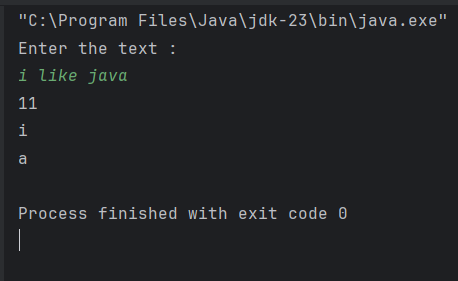 "C:\Program Files\Java\jdk-23\bin\java.exe"
Enter the text :
i like java
11
i
a
Process finished with exit code 0